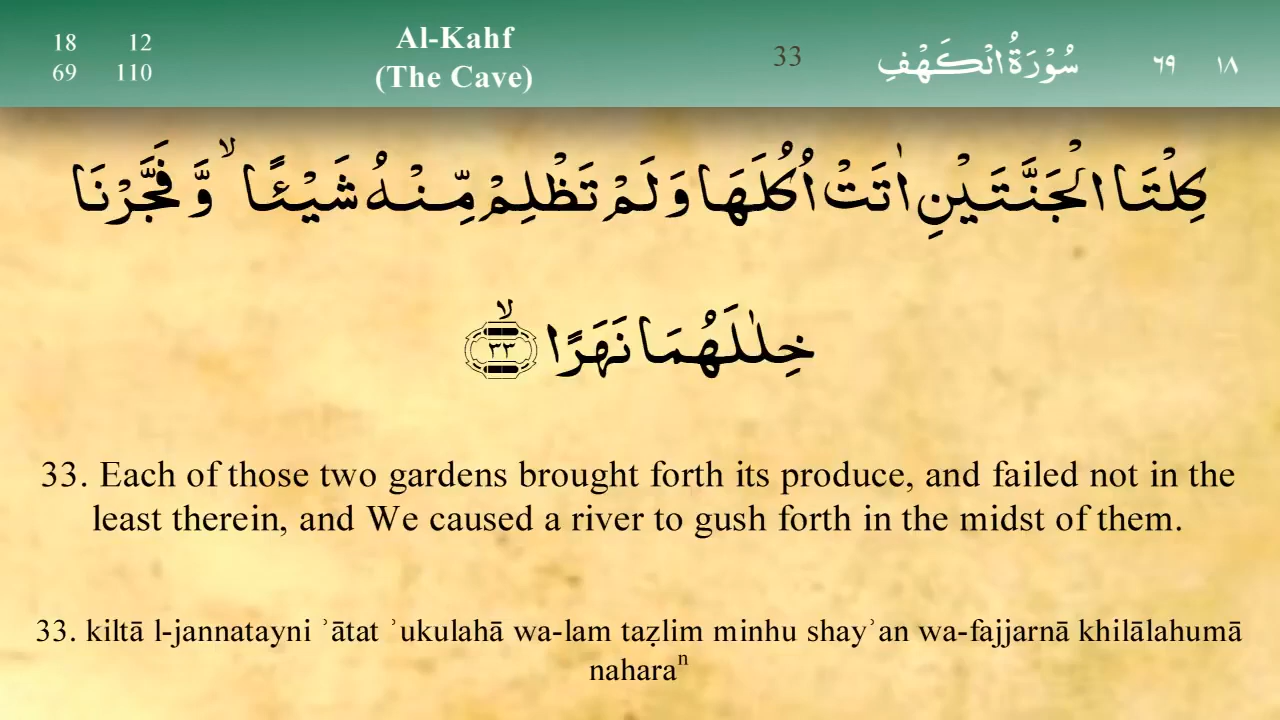 18 12 Al-Kahf 33 سُوْرَةُ الْكَهْفِ ٦٩ ١٨
69 110 (The Cave)
كِلْتَا الْجَنَّتَيْنِ اٰتَتْ اُكُلَهَا وَلَمْ تَظْلِمْ مِّنْهُ شَيْئًا ۙ وَّ فَجَّرْنَا
خِلٰلَهُمَا نَهَرًا ۙ ٣٣
33. Each of those two gardens brought forth its produce, and failed not in the
least therein, and We caused a river to gush forth in the midst of them.
33. kiltā l-jannatayni ʾātat ʾukulahā wa-lam taẓlim minhu shayʾan wa-fajjarnā khilālahumā
naharaⁿ